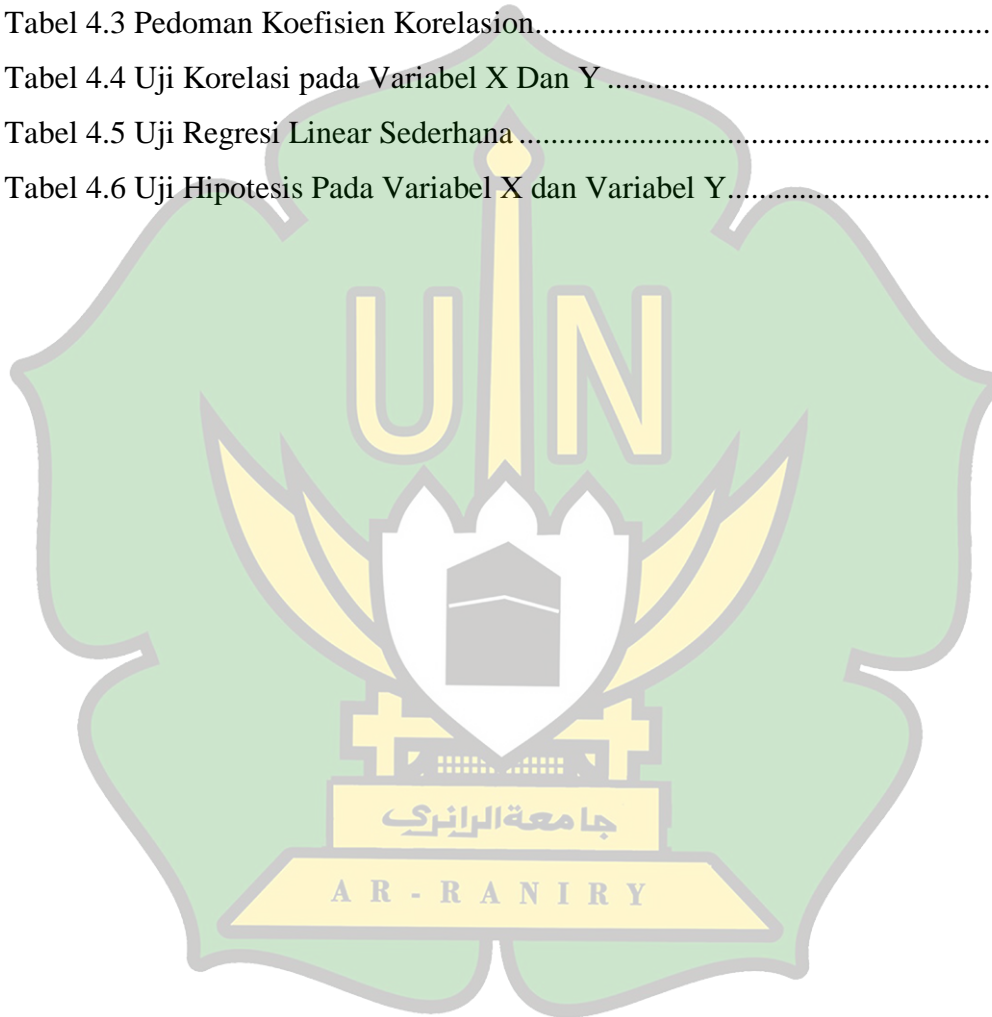 Tabel 4.3 Pedoman Koefisien Korelasion.........................................................
Tabel 4.4 Uji Korelasi pada Variabel X Dan Y................................................
Tabel 4.5 Uji Regresi Linear Sederhana...........................................................
Tabel 4.6 Uji Hipotesis Pada Variabel X dan Variabel Y.................................
UIN
جامعة الرانري
AR-RANIRY